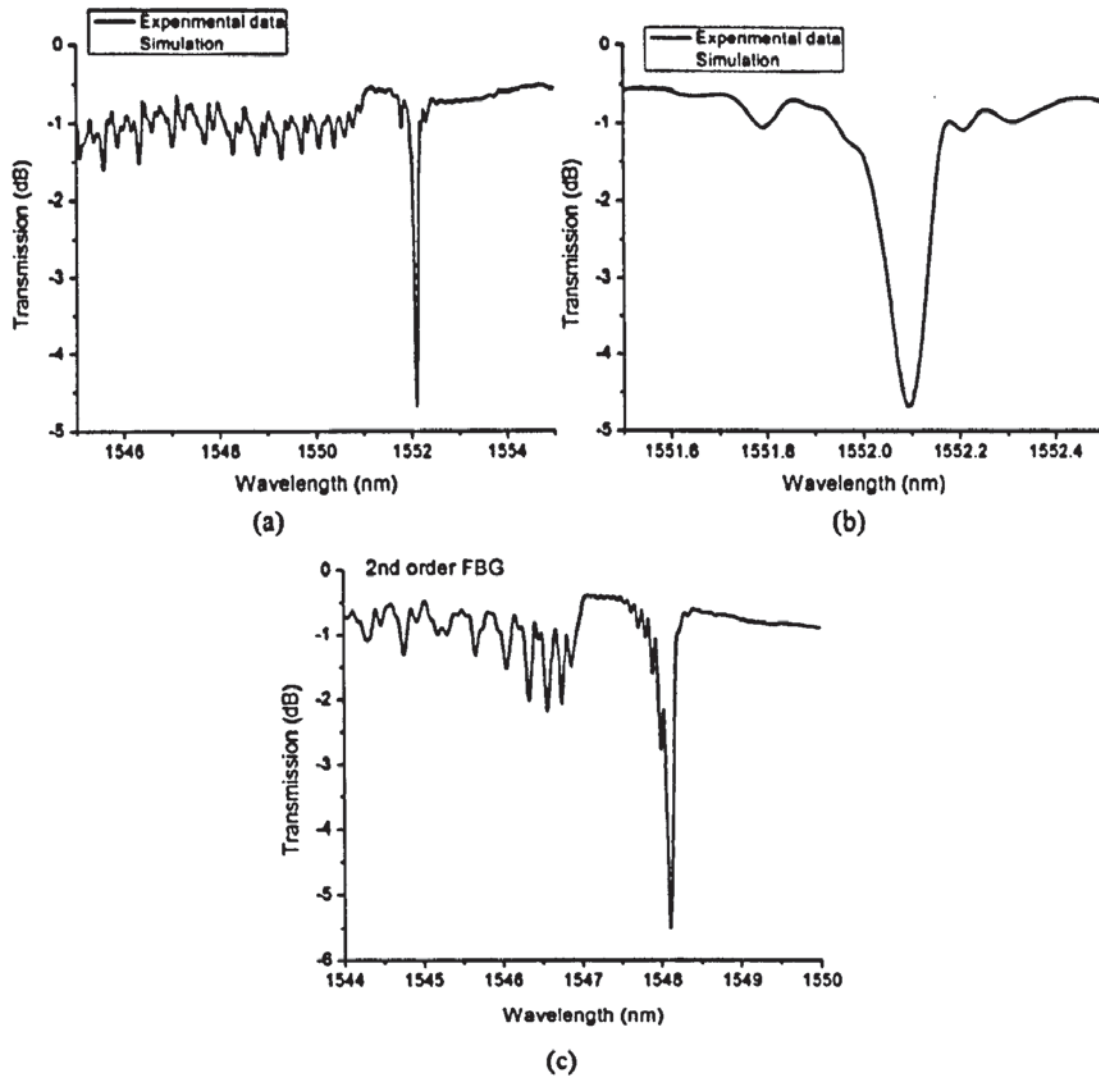 Experimental data
Simulation
0
-1
-2
-3
-4
-5
Transmission (dB)
1546
1548
1550
1552
1554
Wavelength (nm)
(a)
Experimental data
Simulation
0
-1
-2
-3
-4
-5
Transmission (dB)
1551.6
1551.8
1552.0
1552.2
1552.4
Wavelength (nm)
(b)
2nd order FBG
0
-1
-2
-3
-4
-5
-6
Transmission (dB)
1544
1545
1546
1547
1548
1549
1550
Wavelength (nm)
(c)